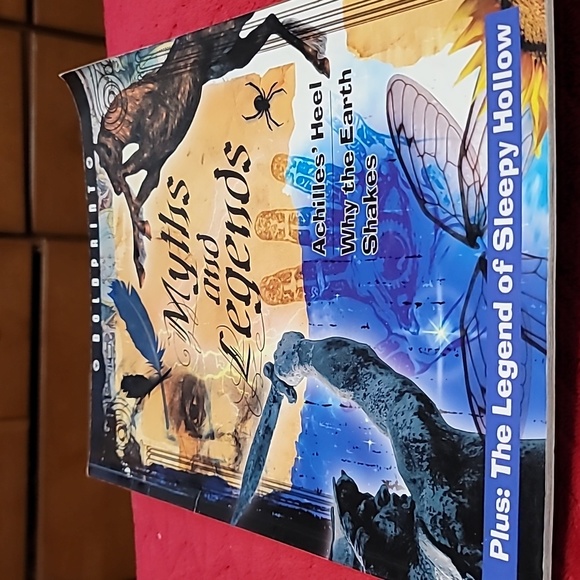 BOLDPRINT
Myths
and
Legends
Achilles' Heel
Why the Earth
Shakes
Plus: The Legend of Sleepy Hollow